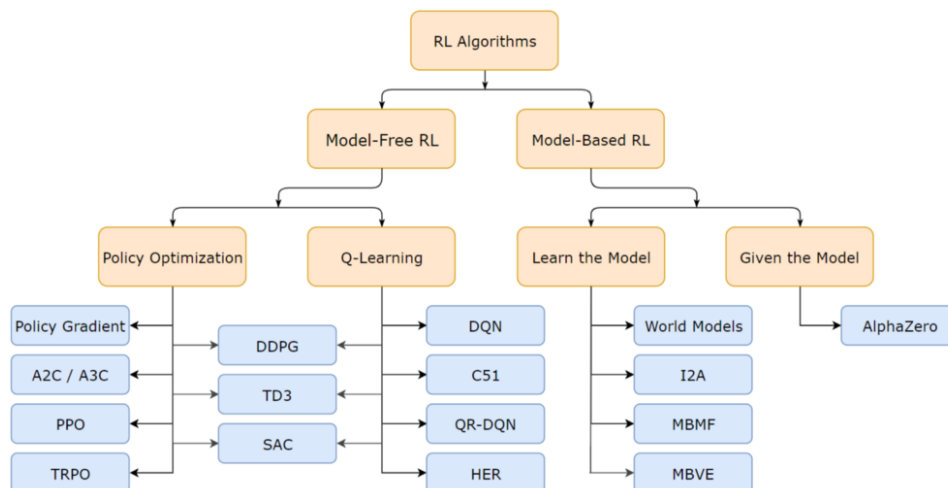 RL Algorithms
Model-Free RL
Model-Based RL
Policy Optimization
Q-Learning
Learn the Model
Given the Model
Policy Gradient
DDPG
DQN
World Models
AlphaZero
A2C / A3C
TD3
C51
I2A
PPO
SAC
QR-DQN
MBMF
TRPO
HER
MBVE